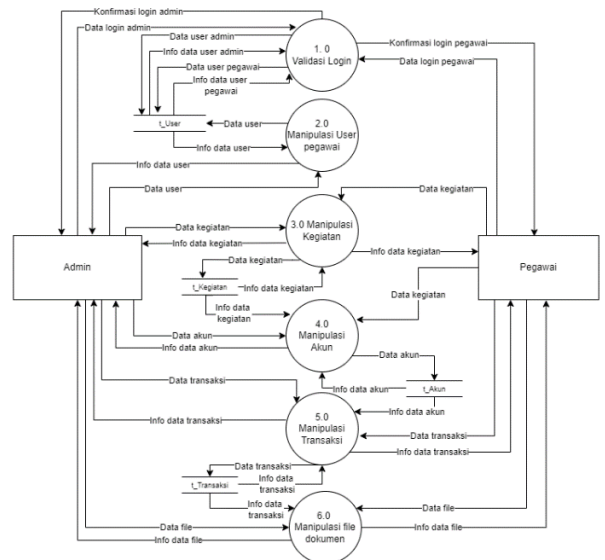 Konfirmasi login admin
Data login admin
Data user admin
Info data user admin
Data user pegawai
Info data user
pegawai
1. 0
Validasi Login
Konfirmasi login pegawai
Data login pegawai
t_User
Data user
Info data user
2.0
Manipulasi User
pegawai
Info data user
Data user
Data kegiatan
Data kegiatan
Info data kegiatan
3.0 Manipulasi
Kegiatan
Info data kegiatan
Admin
Pegawai
Data kegiatan
t_Kegiatan
Info data kegiatan
Info data
kegiatan
Data kegiatan
4.0
Manipulasi
Akun
Data akun
Info data akun
Data akun
Info data akun
t_Akun
Info data akun
Data transaksi
Info data transaksi
5.0
Manipulasi
Transaksi
Data transaksi
Info data transaksi
Data transaksi
t_Transaksi
Info data
transaksi
Info data
transaksi
6.0
Manipulasi file
dokumen
Data file
Info data file
Data file
Info data file